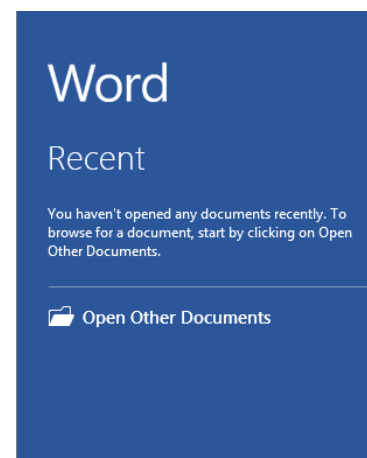 Word
Recent
You haven't opened any documents recently. To
browse for a document, start by clicking on Open
Other Documents.
Open Other Documents